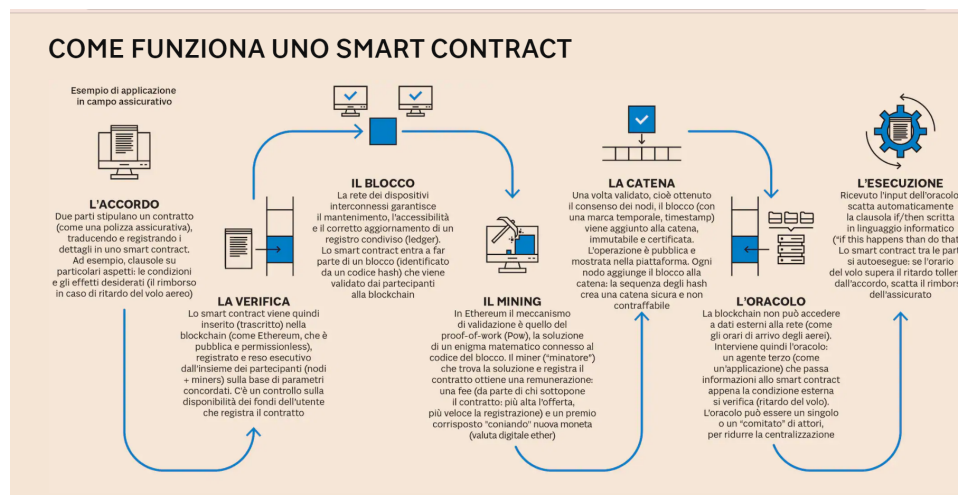 COME FUNZIONA UNO SMART CONTRACT
Esempio di applicazione
in campo assicurativo
L'ACCORDO
Due parti stipulano un contratto
(come una polizza assicurativa),
traducendo e registrando i
dettagli in uno smart contract.
Ad esempio, clausole su
particolari aspetti: le condizioni
e gli effetti desiderati (il rimborso
in caso di ritardo del volo aereo)
LA VERIFICA
Lo smart contract viene quindi
inserito (trascritto) nella
blockchain (come Ethereum, che è
pubblica e permissionless),
registrato e reso esecutivo
dall'insieme dei partecipanti (nodi
+ miners) sulla base di parametri
concordati. C'è un controllo sulla
disponibilità dei fondi dell'utente
che registra il contratto
IL BLOCCO
La rete dei dispositivi
interconnessi garantisce
il mantenimento, l'accessibilità
e il corretto aggiornamento di un
registro condiviso (ledger).
Lo smart contract entra a far
parte di un blocco (identificato
da un codice hash) che viene
validato dai partecipanti
alla blockchain
IL MINING
In Ethereum il meccanismo
di validazione è quello del
proof-of-work (Pow), la soluzione
di un enigma matematico connesso al
codice del blocco. Il miner ("minatore")
che trova la soluzione e registra il
contratto ottiene una remunerazione:
una fee (da parte di chi sottopone
il contratto: più alta l'offerta,
più veloce la registrazione) e un premio
corrisposto "coniando" nuova moneta
(valuta digitale ether)
LA CATENA
Una volta validato, cioè ottenuto
il consenso dei nodi, il blocco (con
una marca temporale, timestamp)
viene aggiunto alla catena,
immutabile e certificata.
L'operazione è pubblica e
mostrata nella piattaforma. Ogni
nodo aggiunge il blocco alla
catena: la sequenza degli hash
crea una catena sicura e non
contraffabile
L'ORACOLO
La blockchain non può accedere
a dati esterni alla rete (come
gli orari di arrivo degli aerei).
Interviene quindi l'oracolo:
un agente terzo (come
un'applicazione) che passa
informazioni allo smart contract
appena la condizione esterna
si verifica (ritardo del volo).
L'oracolo può essere un singolo
o un "comitato" di attori,
per ridurre la centralizzazione
L'ESECUZIONE
Ricevuto l'input dell'oracolo
scatta automaticamente
la clausola if/then scritta
in linguaggio informatico
("if this happens than do that
Lo smart contract tra le part
si autoesegue: se l'orario
del volo supera il ritardo toller
dall'accordo, scatta il rimbors
dell'assicurato